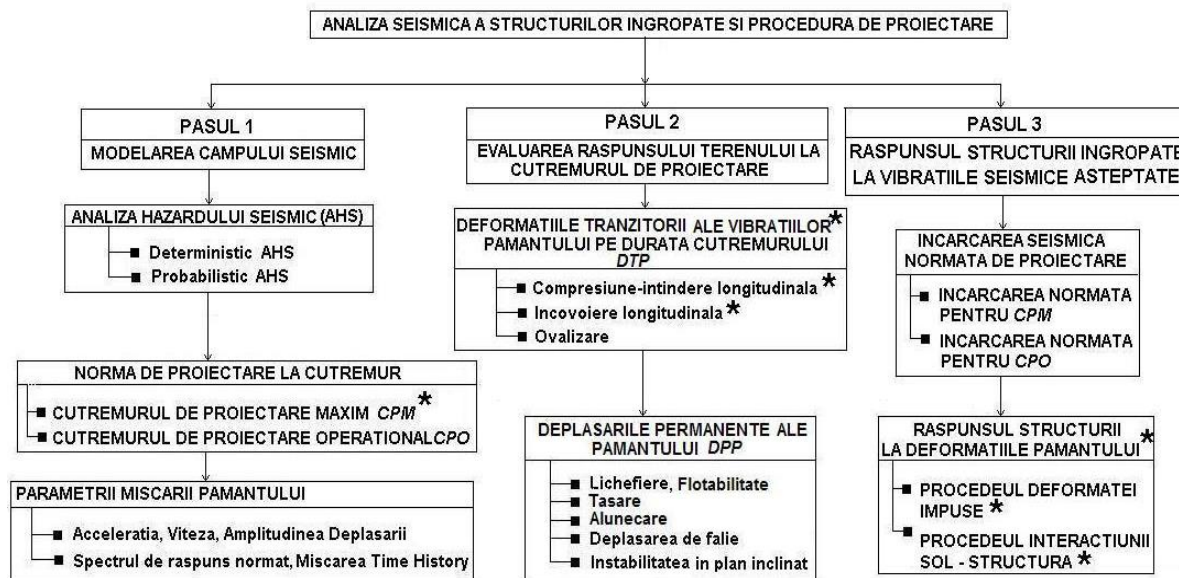 ANALIZA SEISMICA A STRUCTURILOR INGROPATE SI PROCEDURA DE PROIECTARE
PASUL 1
MODELAREA CAMPULUI SEISMIC
ANALIZA HAZARDULUI SEISMIC (AHS)
Deterministic AHS
Probabilistic AHS
NORMA DE PROIECTARE LA CUTREMUR
CUTREMURUL DE PROIECTARE MAXIM CPM*
CUTREMURUL DE PROIECTARE OPERATIONAL CPO
PARAMETRII MISCARII PAMANTULUI
Acceleratia, Viteza, Amplitudinea Deplasarii
Spectrul de raspuns normat, Miscarea Time History
PASUL 2
EVALUAREA RASPUNSULUI TERENULUI LA
CUTREMURUL DE PROIECTARE
DEFORMATIILE TRANZITORII ALE VIBRATIILOR*
PAMANTULUI PE DURATA CUTREMURULUI
DTP
Compresiune-intindere longitudinala*
Incovoiere longitudinala*
Ovalizare
DEPLASARILE PERMANENTE ALE
PAMANTULUI DPP
Lichefiere, Flotabilitate
Tasare
Alunecare
Deplasarea de falie
Instabilitatea in plan inclinat
PASUL 3
RASPUNSUL STRUCTURII INGROPATE
LA VIBRATIILE SEISMICE ASTEPTATE
INCARCAREA SEISMICA
NORMATA DE PROIECTARE
INCARCAREA NORMATA
PENTRU CPM
INCARCAREA NORMATA
PENTRU CPO
RASPUNSUL STRUCTURII
LA DEFORMATIILE PAMANTULUI*
PROCEDEUL DEFORMATEI
IMPUSE*
PROCEDEUL INTERACTIUNII
SOL - STRUCTURA*